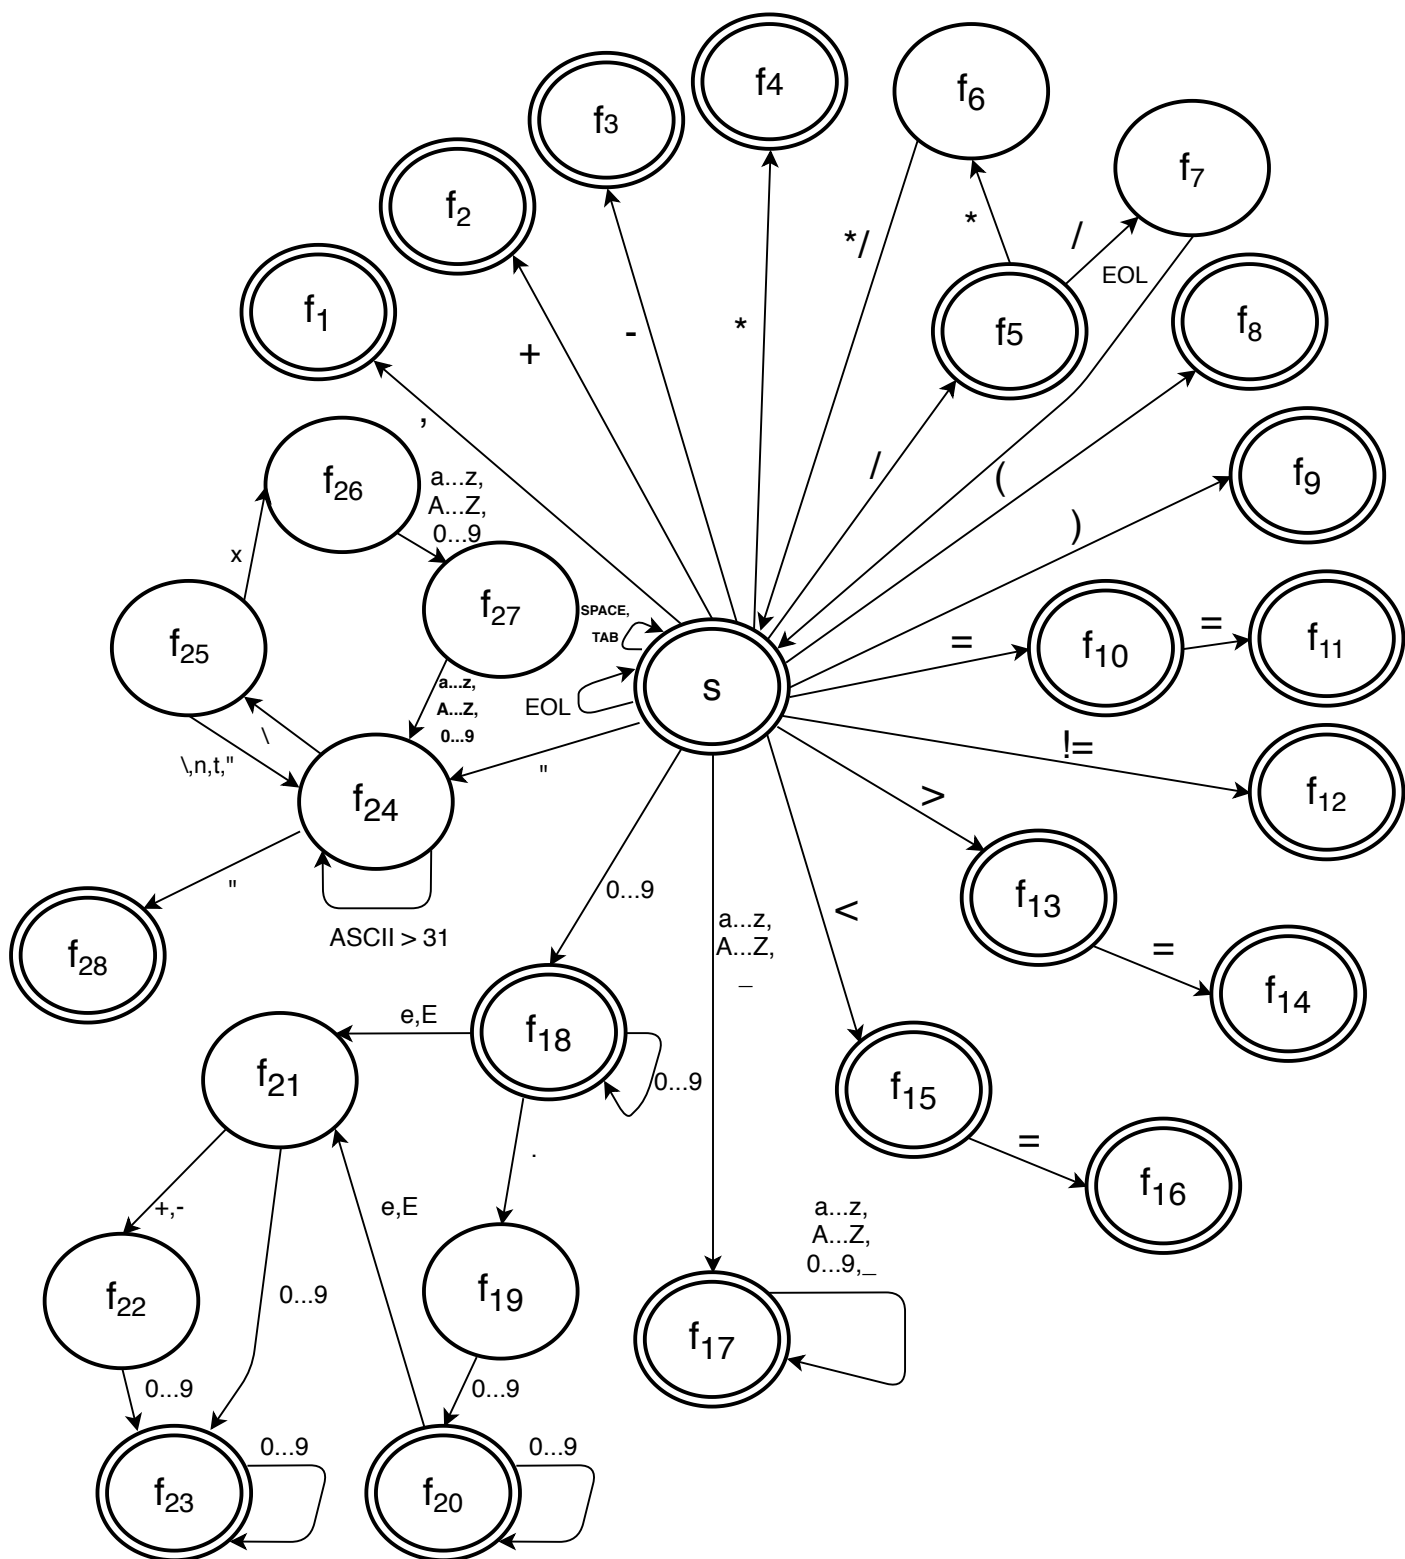 f4
f6
f3
f7
f2
*/
*
/
EOL
f1
f5
f8
+
-
*
,
f26
a...z,
A...Z,
0...9
/
(
f9
)
x
f27
SPACE,
TAB
f25
=
f10
=
f11
s
EOL
a...z,
A...Z,
0...9
\
\,n,t,"
"
!=
f12
f24
>
"
0...9
<
f13
ASCII > 31
a...z,
A...Z,
_
=
f28
f14
e,E
f18
0...9
f21
f15
.
=
+,-
e,E
f16
a...z,
A...Z,
0...9,_
f22
0...9
f19
f17
0...9
0...9
0...9
0...9
f23
f20